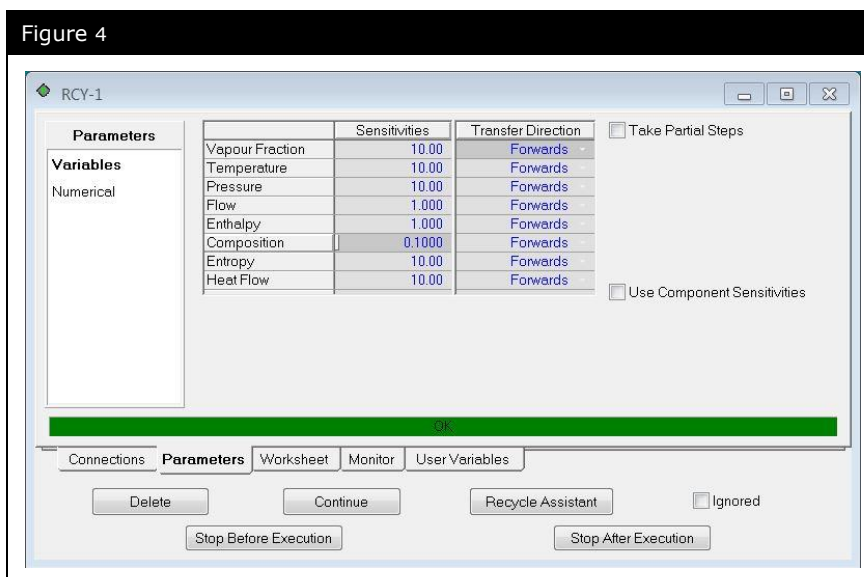 Figure 4
RCY-1
Parameters
Variables
Numerical
Sensitivities Transfer Direction
Vapour Fraction 10.00 Forwards
Temperature 10.00 Forwards
Pressure 10.00 Forwards
Flow 1.000 Forwards
Enthalpy 1.000 Forwards
Composition 0.1000 Forwards
Entropy 10.00 Forwards
Heat Flow 10.00 Forwards
Take Partial Steps
Use Component Sensitivities
OK
Connections Parameters Worksheet Monitor User Variables
Delete Continue Recycle Assistant Ignored
Stop Before Execution Stop After Execution